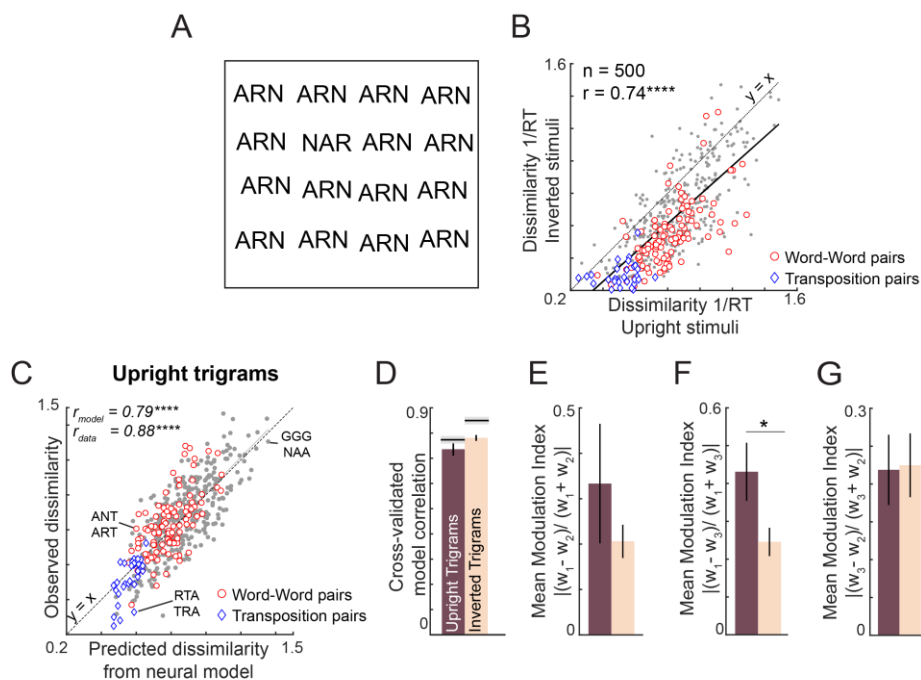 A
ARN ARN ARN ARN
ARN NAR ARN ARN
ARN ARN ARN ARN
ARN ARN ARN ARN
B
1.6
n = 500
r = 0.74****
y = x
Dissimilarity 1/RT
Inverted stimuli
Word-Word pairs
Transposition pairs
0.2
1.6
Dissimilarity 1/RT
Upright stimuli
C
Upright trigrams
1.5
r model = 0.79****
r data = 0.88****
GGG
NAA
ANT
ART
Observed dissimilarity
RTA
TRA
y = x
Word-Word pairs
Transposition pairs
0.2
1.5
Predicted dissimilarity
from neural model
D
0.9
Cross-validated
model correlation
Upright Trigrams
Inverted Trigrams
0
E
0.5
Mean Modulation Index
|(w₁- w₂)/ (w₁+ w₂)|
0
F
0.6
*
Mean Modulation Index
|(w₁- w₃)/ (w₁+ w₃)|
0
G
0.3
Mean Modulation Index
|(w₃- w₂)/ (w₃+ w₂)|
0